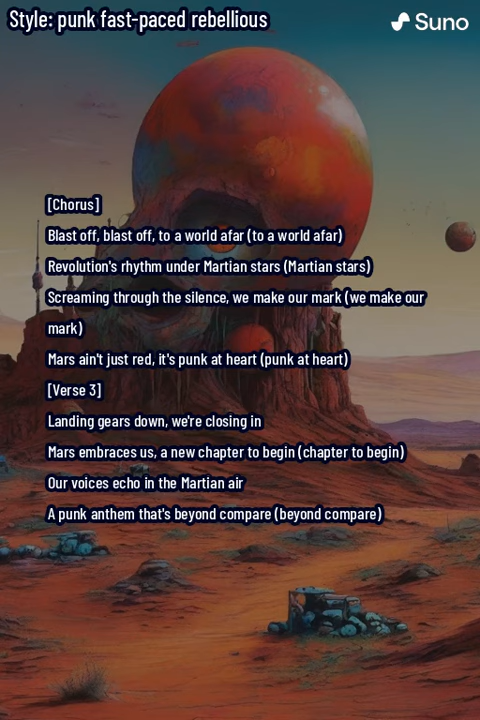 Style: punk fast-paced rebellious
Suno
[Chorus]
Blast off, blast off, to a world afar (to a world afar)
Revolution's rhythm under Martian stars (Martian stars)
Screaming through the silence, we make our mark (we make our
mark)
Mars ain't just red, it's punk at heart (punk at heart)
[Verse 3]
Landing gears down, we're closing in
Mars embraces us, a new chapter to begin (chapter to begin)
Our voices echo in the Martian air
A punk anthem that's beyond compare (beyond compare)